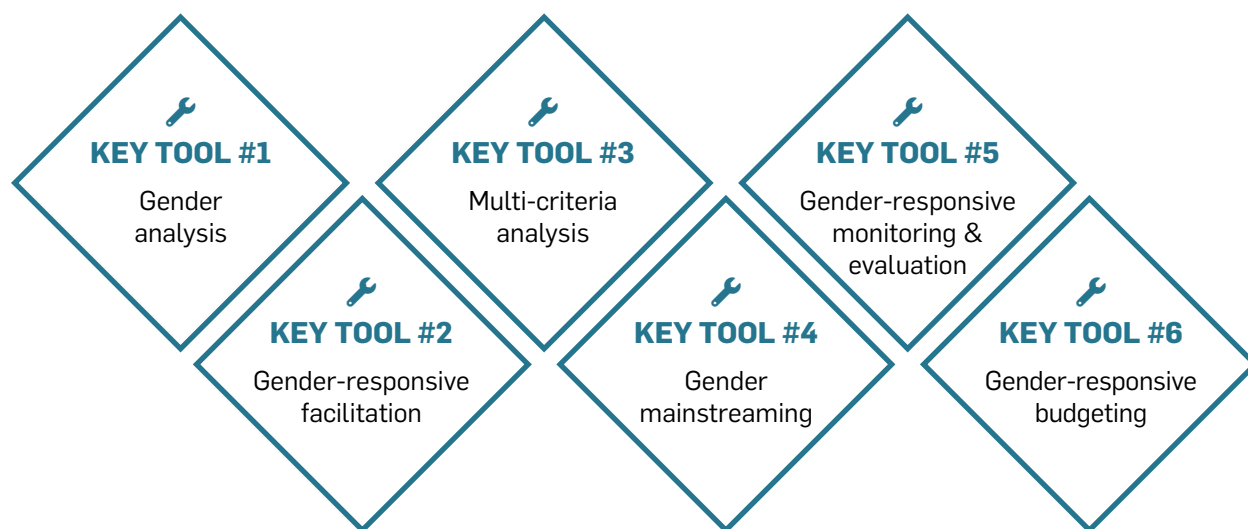 KEY TOOL #1
Gender
analysis
KEY TOOL #2
Gender-responsive
facilitation
KEY TOOL #3
Multi-criteria
analysis
KEY TOOL #4
Gender
mainstreaming
KEY TOOL #5
Gender-responsive
monitoring &
evaluation
KEY TOOL #6
Gender-responsive
budgeting